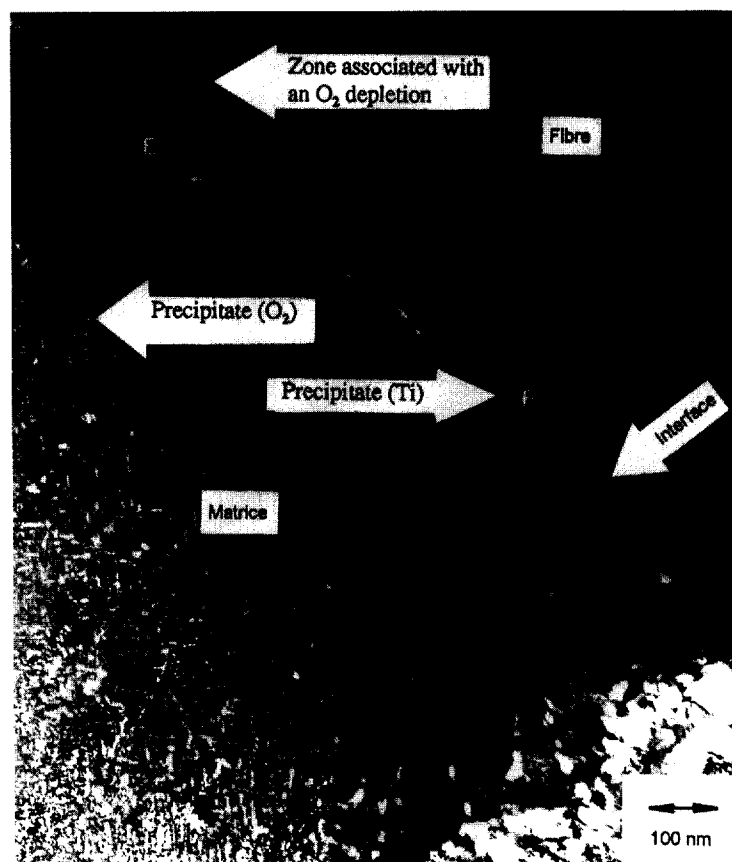 Zone associated with
an O₂ depletion
Fibre
Precipitate (O₂)
Precipitate (Ti)
Interface
Matrice
100 nm